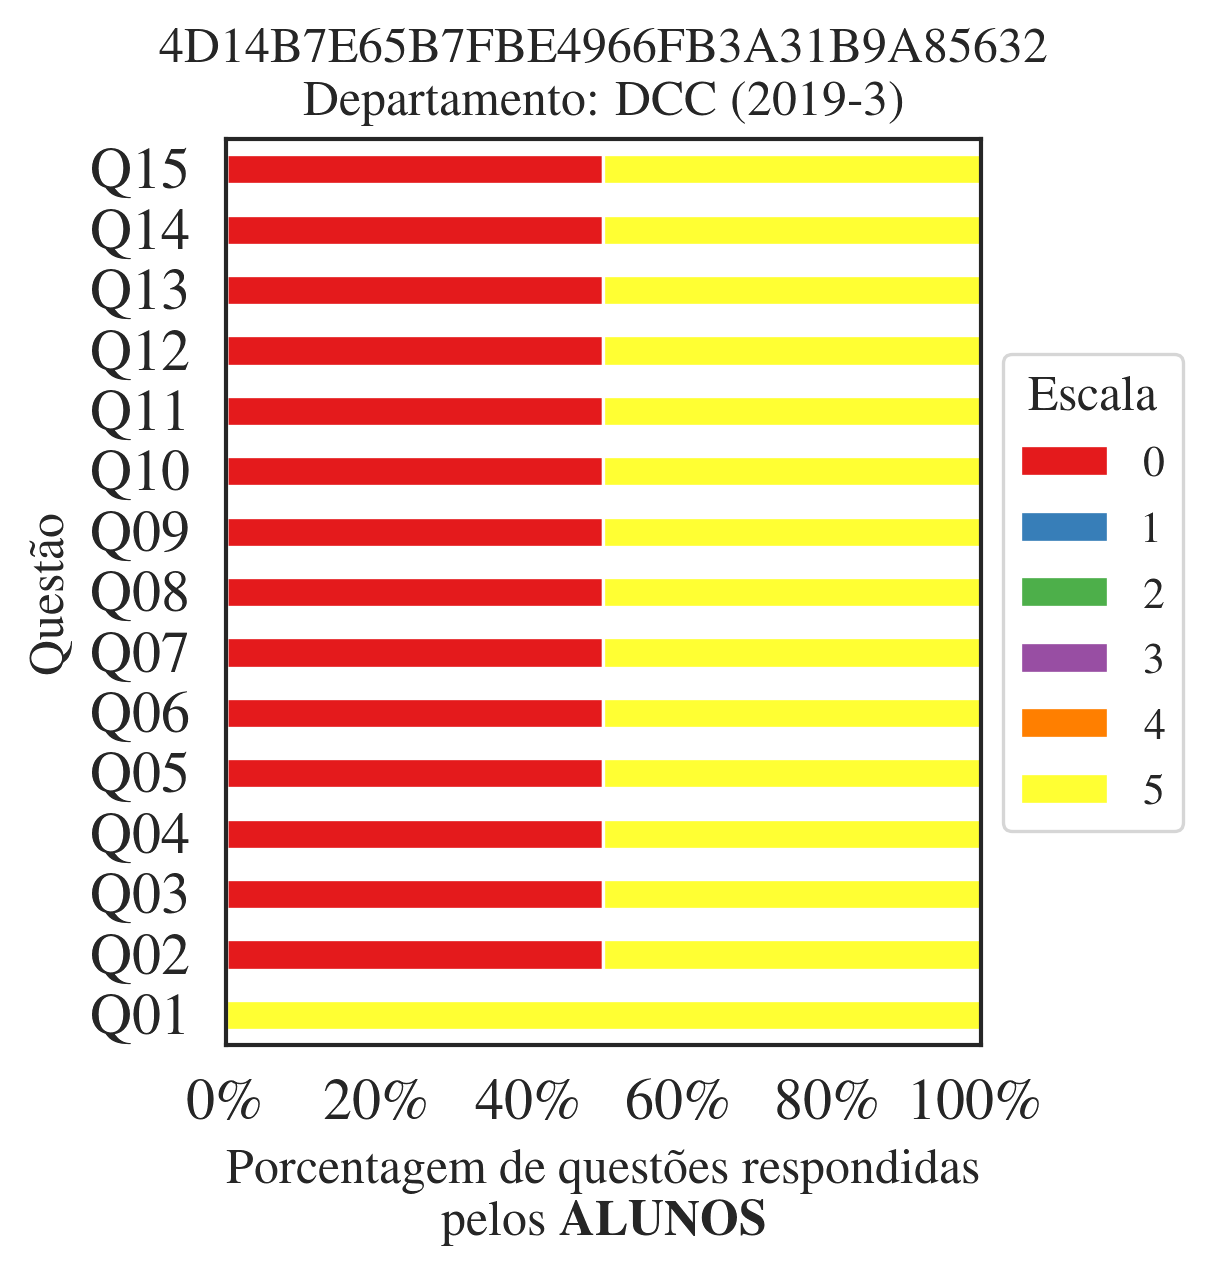 4D14B7E65B7FBE4966FB3A31B9A85632
Departamento: DCC (2019-3)
Questão
Q15
Q14
Q13
Q12
Q11
Q10
Q09
Q08
Q07
Q06
Q05
Q04
Q03
Q02
Q01
0% 20% 40% 60% 80% 100%
Porcentagem de questões respondidas
pelos ALUNOS
Escala
0
1
2
3
4
5